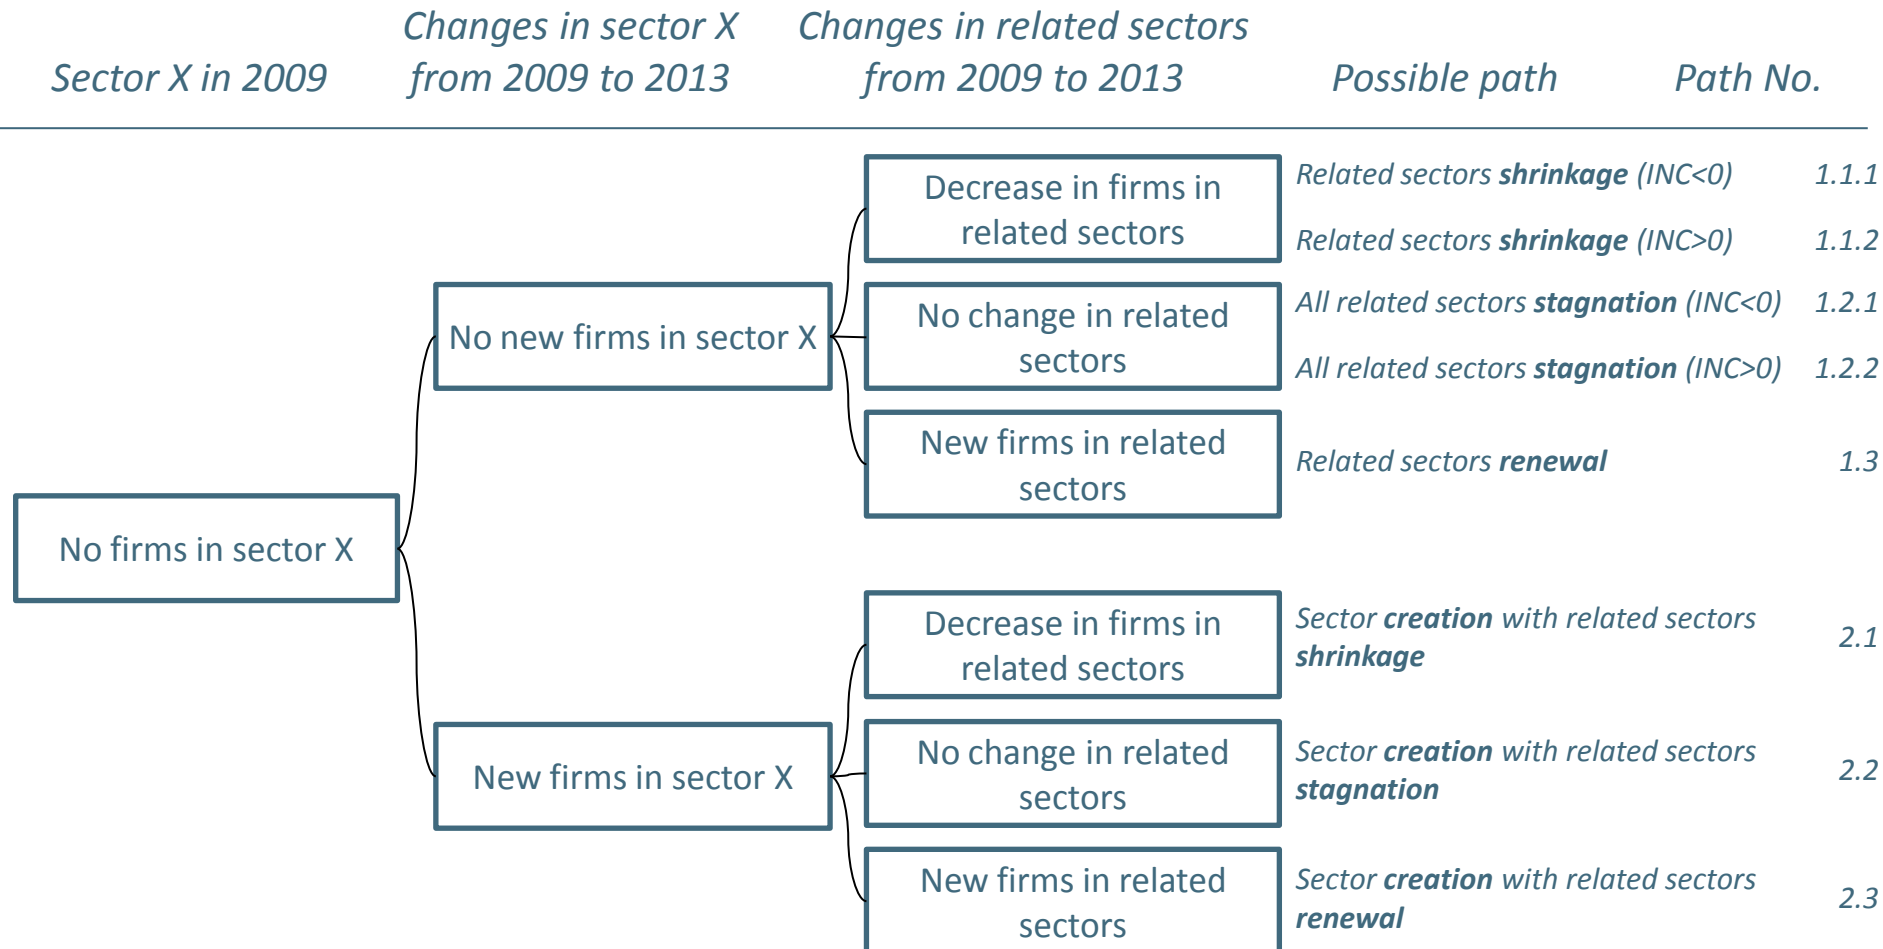 Changes in sector X
Changes in related sectors
Sector X in 2009
from 2009 to 2013
from 2009 to 2013
Possible path
Path No.
Decrease in firms in
related sectors
Related sectors shrinkage (INC<0)
1.1.1
Related sectors shrinkage (INC>0)
1.1.2
No new firms in sector X
No change in related
sectors
All related sectors stagnation (INC<0)
1.2.1
All related sectors stagnation (INC>0)
1.2.2
New firms in related
sectors
Related sectors renewal
1.3
No firms in sector X
Decrease in firms in
related sectors
Sector creation with related sectors
shrinkage
2.1
New firms in sector X
No change in related
sectors
Sector creation with related sectors
stagnation
2.2
New firms in related
sectors
Sector creation with related sectors
renewal
2.3